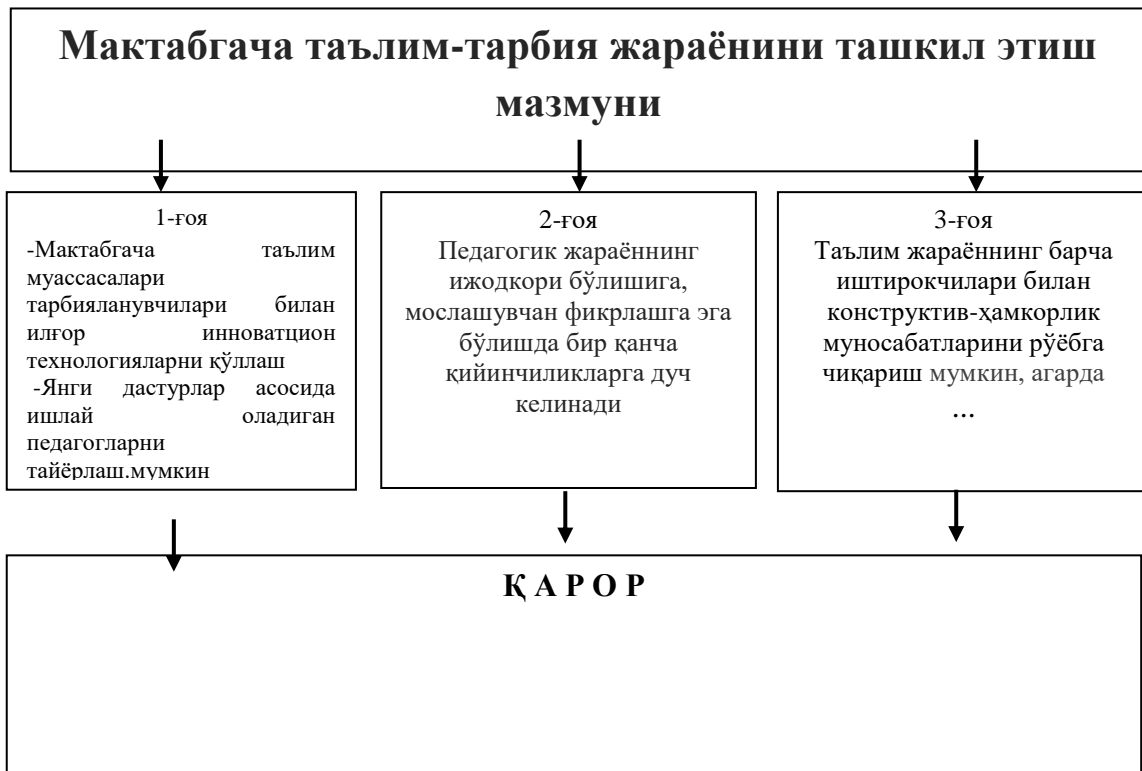 Мактабгача таълим-тарбия жараёнини ташкил этиш
мазмуни
1-ғоя
-Мактабгача таълим
муассасалари
тарбияланувчилари билан
илғор инноватцион
технологияларни қўллаш
-Янги дастурлар асосида
ишлай оладиган
педагогларни
тайёрлаш.мумкин
2-ғоя
Педагогик жараённинг
ижодкори бўлишига,
мослашувчан фикрлашга эга
бўлишда бир қанча
қийинчиликларга дуч
келинади
3-ғоя
Таълим жараённинг барча
иштирокчилари билан
конструктив-ҳамкорлик
муносабатларини рўёбга
чиқариш мумкин, агарда
...
Қ А Р О Р